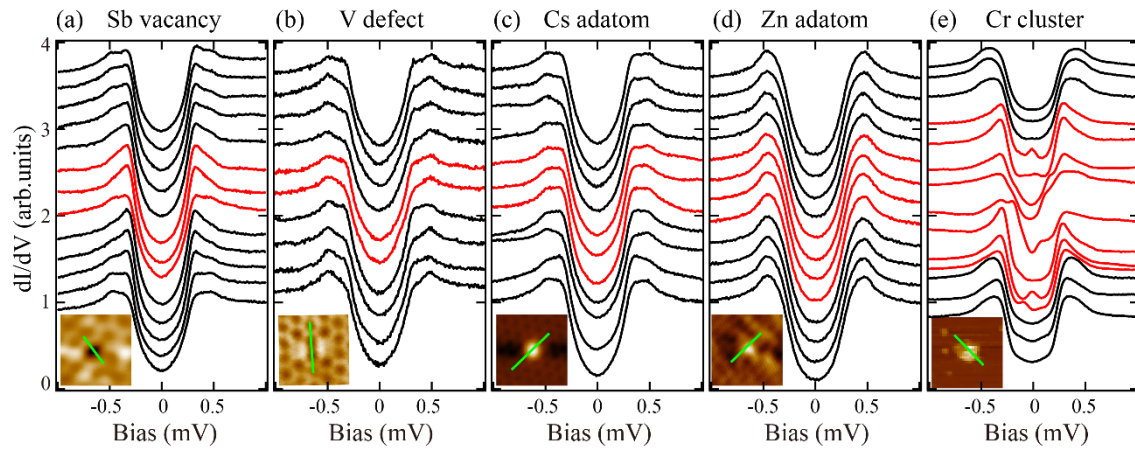 (a) Sb vacancy (b) V defect (c) Cs adatom (d) Zn adatom (e) Cr cluster
dI/dV (arb.units)
4
3
2
1
0
-0.5 0 0.5 -0.5 0 0.5 -0.5 0 0.5 -0.5 0 0.5 -0.5 0 0.5
Bias (mV) Bias (mV) Bias (mV) Bias (mV) Bias (mV)